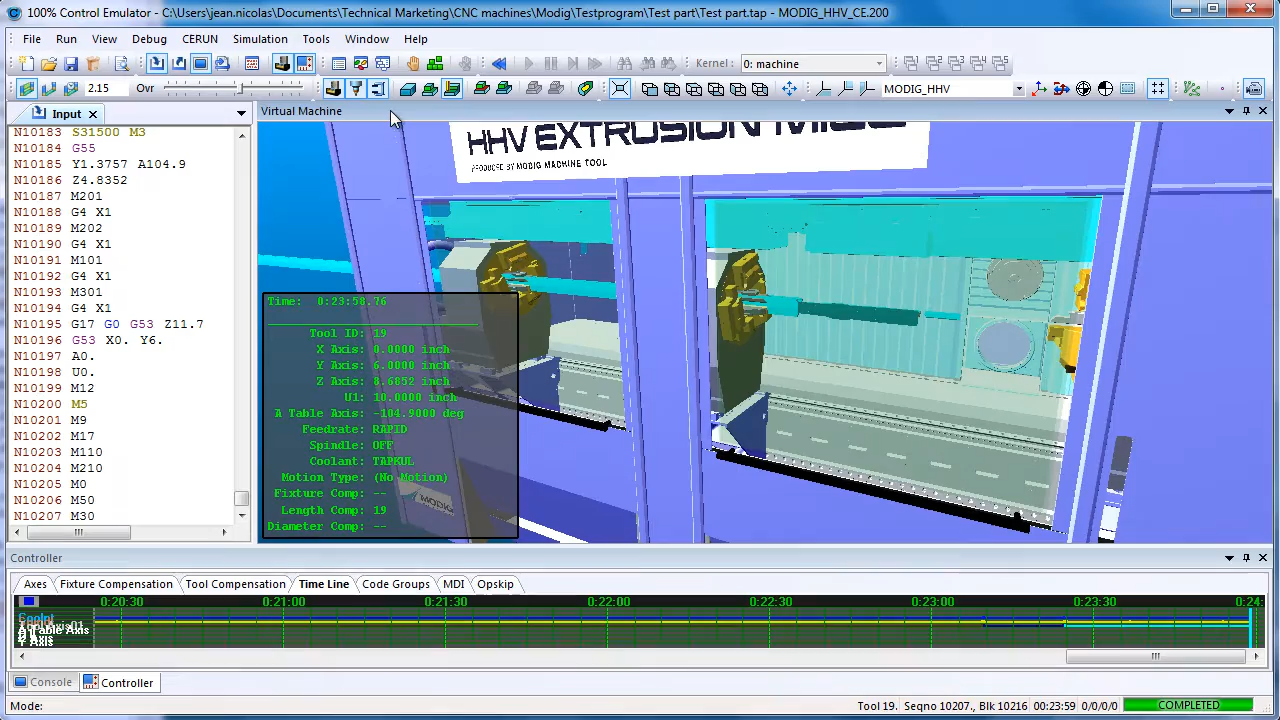 100% Control Emulator - C:\Users\jean.nicolas\Documents\Technical Marketing\CNC machines\Modig\Testprogram\Test part\Test part.tap - MODIG_HHV_CE.200
File Run View Debug CERUN Simulation Tools Window Help
Kernel: 0: machine
2.15 Ovr MODIG_HHV
Input
Virtual Machine
N10183 S31500 M3
N10184 G55
N10185 Y1.3757 A104.9
N10186 Z4.8352
N10187 M201
N10188 G4 X1
N10189 M202
N10190 G4 X1
N10191 M101
N10192 G4 X1
N10193 M301
N10194 G4 X1
N10195 G17 G0 G53 Z11.7
N10196 G53 X0. Y6.
N10197 A0.
N10198 U0.
N10199 M12
N10200 M5
N10201 M9
N10202 M17
N10203 M110
N10204 M210
N10205 M0
N10206 M50
N10207 M30
HHV EXTRUSION MILL
PRODUCED BY MODIG MACHINE TOOL
MODIG
Time: 0:23:58.76
Tool ID: 19
X Axis: 0.0000 inch
Y Axis: 6.0000 inch
Z Axis: 8.6852 inch
U1: 10.0000 inch
A Table Axis: -104.9000 deg
Feedrate: RAPID
Spindle: OFF
Coolant: TAPKUL
Motion Type: (No Motion)
Fixture Comp: --
Length Comp: 19
Diameter Comp: --
Controller
Axes Fixture Compensation Tool Compensation Time Line Code Groups MDI Opskip
0:20:30 0:21:00 0:21:30 0:22:00 0:22:30 0:23:00 0:23:30 0:24:
A Table Axis
Console Controller
Mode: Tool 19. Seqno 10207., Blk 10216 00:23:59 0/0/0/0 COMPLETED